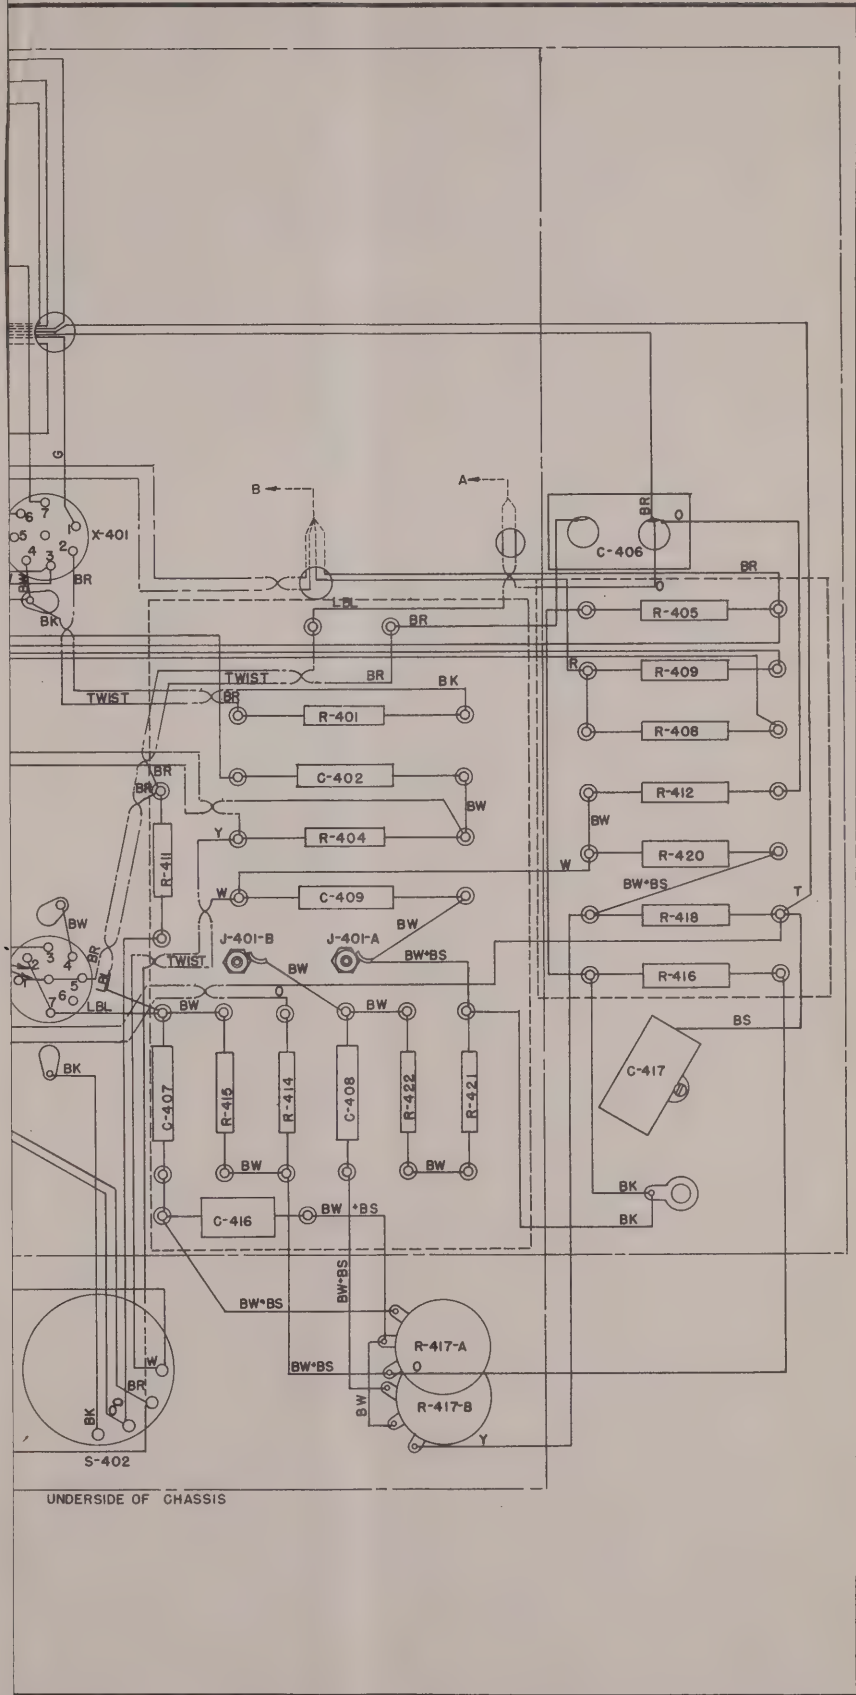 G
B
A
BR
O
7
6
1
X-401
5
2
4
3
BR
BK
C-406
BR
O
LBL
R-405
BR
R
R-409
TWIST
BR
BK
TWIST
BR
R-401
R-408
BR
C-402
BR
R-412
BW
BW
Y
R-404
R-411
R-420
W
BW+BS
W
C-409
T
BW
R-418
BW
J-401-B
J-401-A
3
2
4
BR
TWIST
BW
BW+BS
R-416
1
5
6
LBL
7
LBL
BW
O
BW
BS
C-417
BK
C-407
R-415
R-414
C-408
R-422
R-421
BW
BW
BK
BK
C-416
BW+BS
BW+BS
BW+BS
R-417-A
W
BW+BS
O
BR
BW
R-417-B
BK
O
O
Y
S-402
UNDERSIDE OF CHASSIS